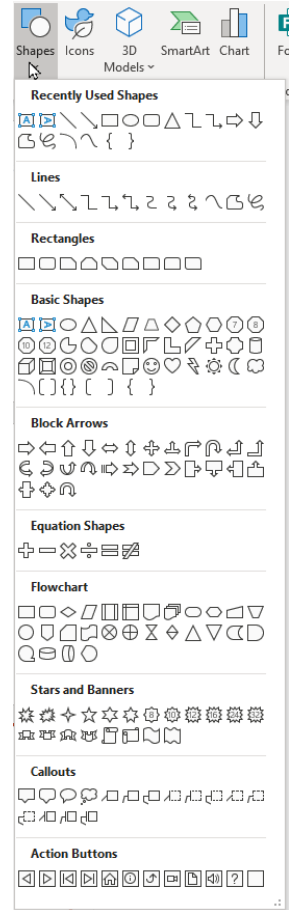 Shapes Icons 3D SmartArt Chart Fo
Models
Recently Used Shapes
Lines
Rectangles
Basic Shapes
Block Arrows
Equation Shapes
Flowchart
Stars and Banners
Callouts
Action Buttons